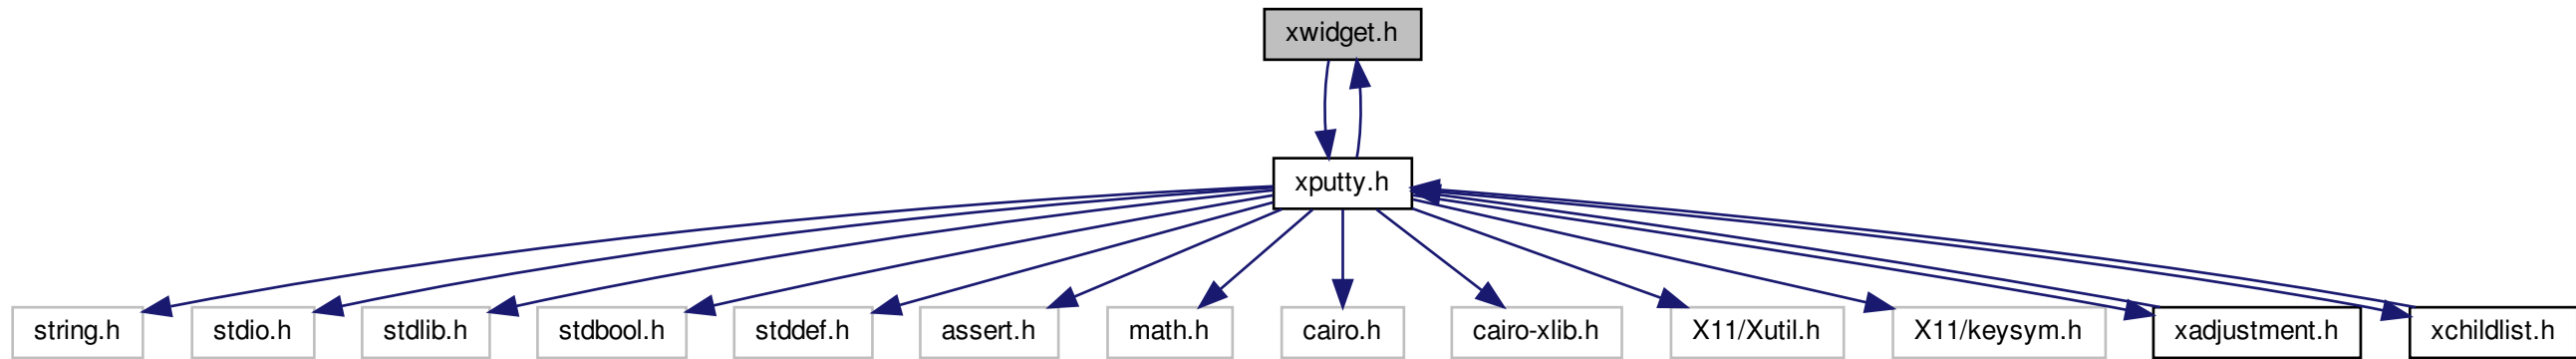 xwidget.h
xputty.h
string.h
stdio.h
stdlib.h
stdbool.h
stddef.h
assert.h
math.h
cairo.h
cairo-xlib.h
X11/Xutil.h
X11/keysym.h
xadjustment.h
xchildlist.h